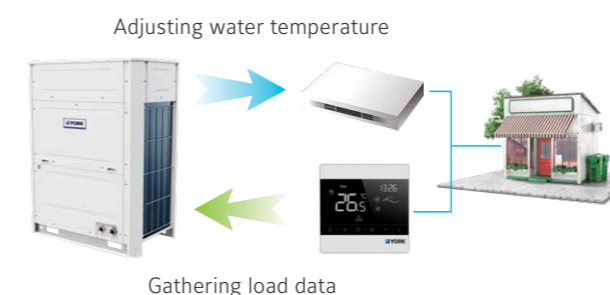 Adjusting water temperature
YORK
13:26
26.5
°C
YORK
Gathering load data